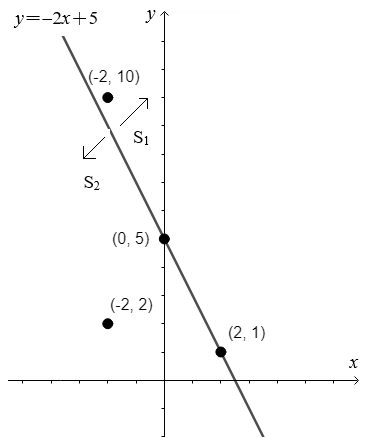 y=−2x+5
y
(-2, 10)
S₁
S₂
(0, 5)
(-2, 2)
(2, 1)
x